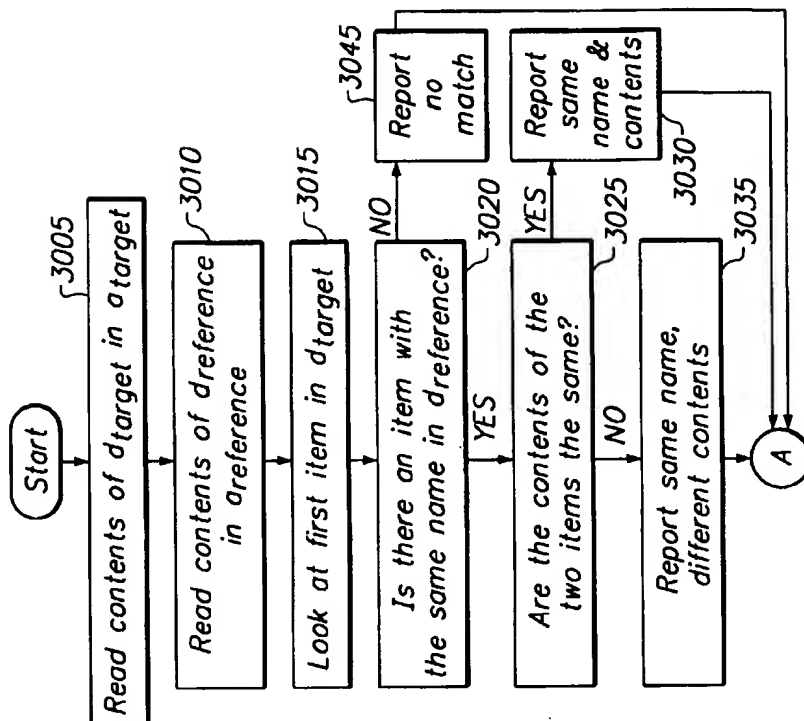 Start
3005
Read contents of dtarget in atarget
3010
Read contents of dreference
in areference
3015
Look at first item in dtarget
Is there an item with
the same name in dreference?
3020
NO
3045
Report
no
match
YES
Are the contents of the
two items the same?
3025
YES
Report
same
name &
contents
3030
NO
3035
Report same name,
different contents
A